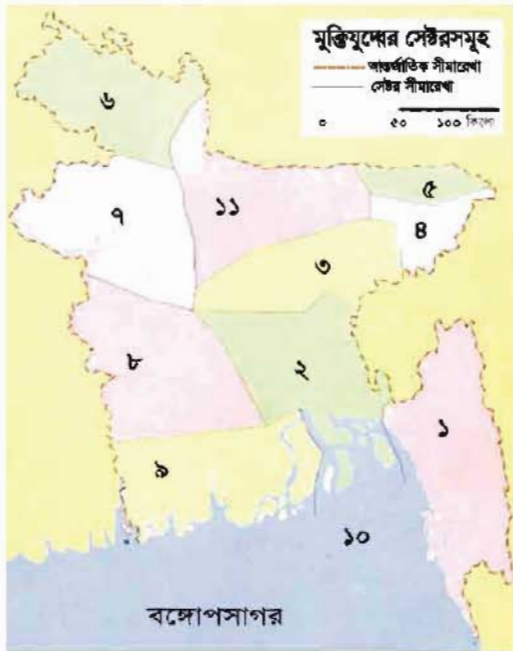 মুক্তিযুদ্ধের সেক্টরসমূহ
আন্তর্জাতিক সীমারেখা
সেক্টর সীমারেখা
০ ৫০ ১০০ কিলো
৬
৫
১১
৭
৪
৩
৮
২
১
৯
১০
বঙ্গোপসাগর